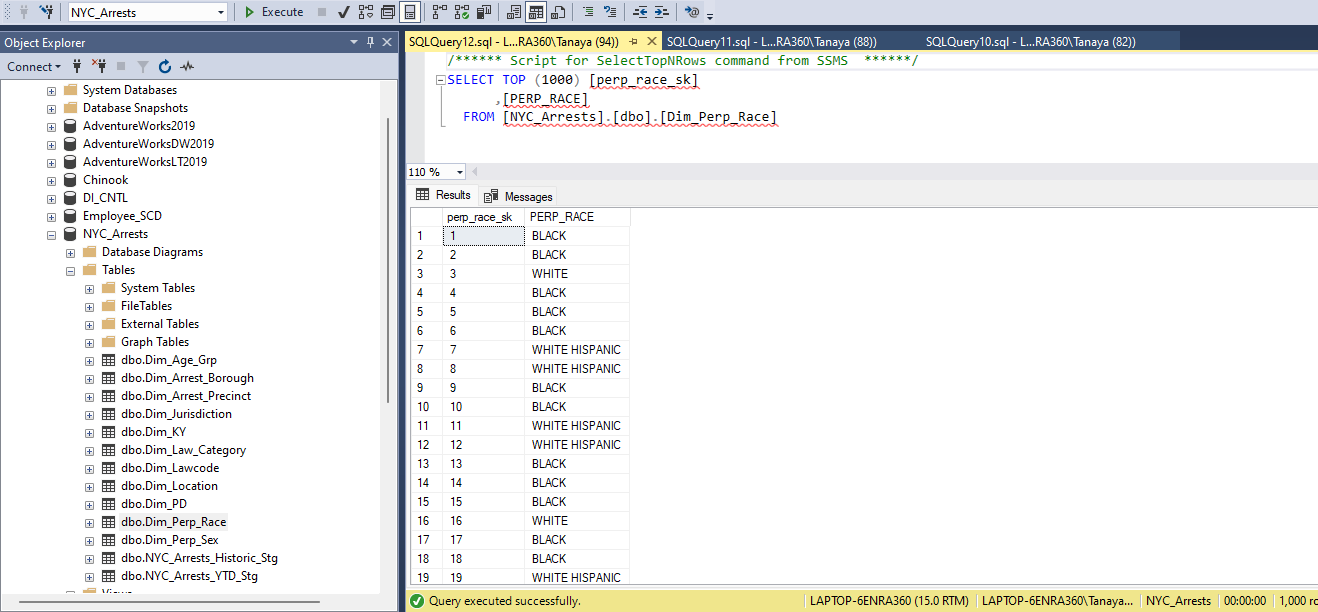 NYC_Arrests
Execute
Object Explorer
Connect
System Databases
Database Snapshots
AdventureWorks2019
AdventureWorksDW2019
AdventureWorksLT2019
Chinook
DI_CNTL
Employee_SCD
NYC_Arrests
Database Diagrams
Tables
System Tables
FileTables
External Tables
Graph Tables
dbo.Dim_Age_Grp
dbo.Dim_Arrest_Borough
dbo.Dim_Arrest_Precinct
dbo.Dim_Jurisdiction
dbo.Dim_KY
dbo.Dim_Law_Category
dbo.Dim_Lawcode
dbo.Dim_Location
dbo.Dim_PD
dbo.Dim_Perp_Race
dbo.Dim_Perp_Sex
dbo.NYC_Arrests_Historic_Stg
dbo.NYC_Arrests_YTD_Stg
SQLQuery12.sql - L...RA360\Tanaya (94)) SQLQuery11.sql - L...RA360\Tanaya (88)) SQLQuery10.sql - L...RA360\Tanaya (82))
/****** Script for SelectTopNRows command from SSMS ******/
SELECT TOP (1000) [perp_race_sk]
,[PERP_RACE]
FROM [NYC_Arrests].[dbo].[Dim_Perp_Race]
110 %
Results Messages
perp_race_sk PERP_RACE
1 1 BLACK
2 2 BLACK
3 3 WHITE
4 4 BLACK
5 5 BLACK
6 6 BLACK
7 7 WHITE HISPANIC
8 8 WHITE HISPANIC
9 9 BLACK
10 10 BLACK
11 11 WHITE HISPANIC
12 12 WHITE HISPANIC
13 13 BLACK
14 14 BLACK
15 15 BLACK
16 16 WHITE
17 17 BLACK
18 18 BLACK
19 19 WHITE HISPANIC
Query executed successfully. LAPTOP-6ENRA360 (15.0 RTM) LAPTOP-6ENRA360\Tanaya... NYC_Arrests 00:00:00 1,000